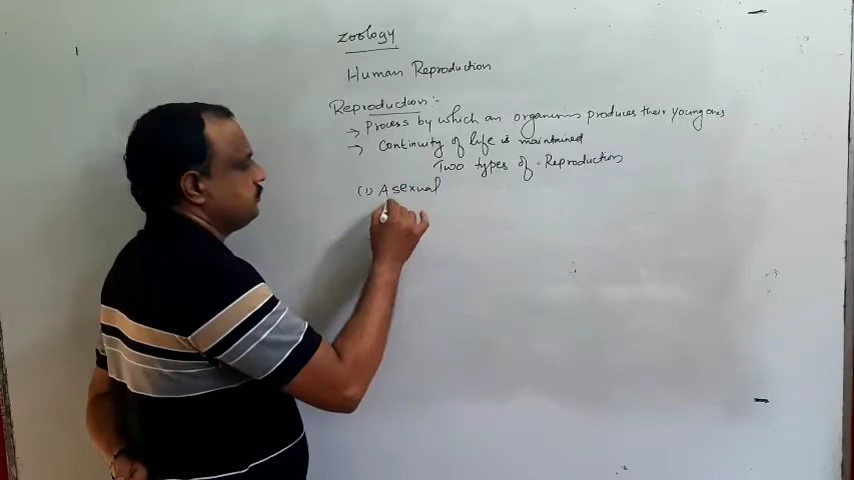 Zoology
Human Reproduction
Reproduction:-
→ Process by which an organisms produces their young ones
→ Continuity of life is maintained
Two types of Reproduction
(1) Asexual